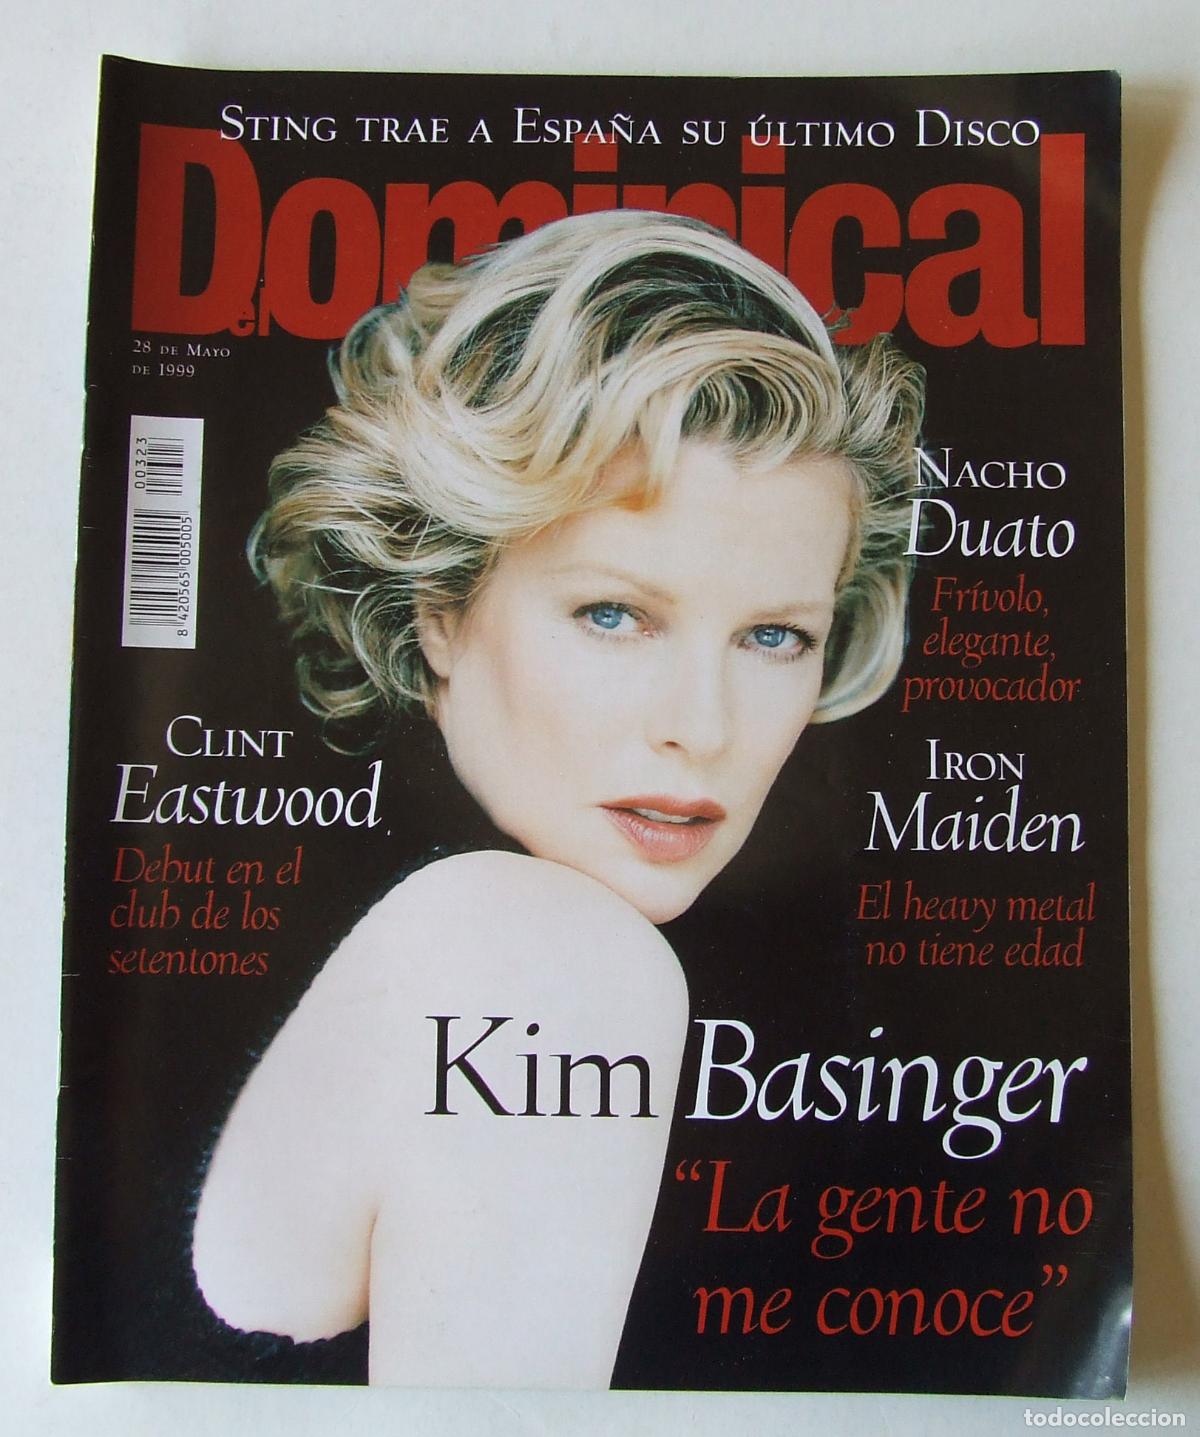 STING TRAE A ESPAÑA SU ÚLTIMO DISCO
el Dominical
28 DE MAYO
DE 1999
00323
8 420565 005005
NACHO
Duato
Frívolo,
elegante,
provocador
CLINT
Eastwood
Debut en el
club de los
setentones
IRON
Maiden
El heavy metal
no tiene edad
Kim Basinger
“La gente no
me conoce”
todocoleccion